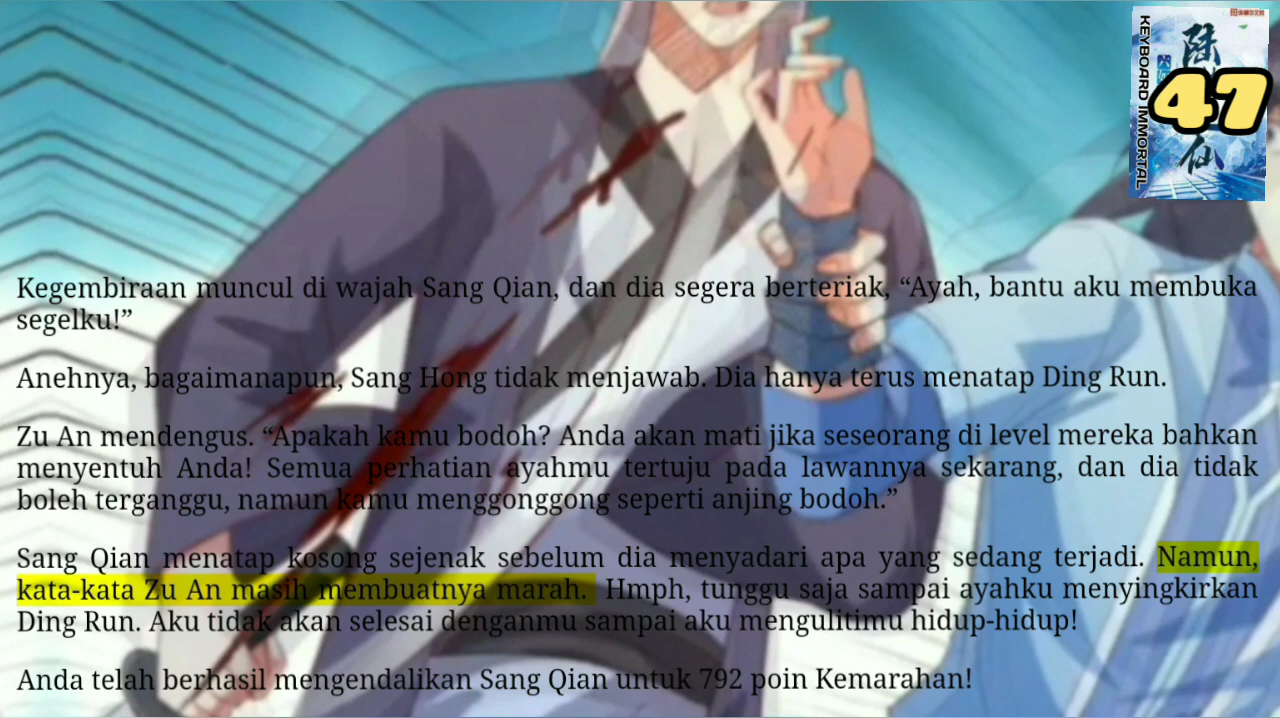 KEYBOARD IMMORTAL
陆
仙
47
Kegembiraan muncul di wajah Sang Qian, dan dia segera berteriak, “Ayah, bantu aku membuka
segelku!”
Anehnya, bagaimanapun, Sang Hong tidak menjawab. Dia hanya terus menatap Ding Run.
Zu An mendengus. “Apakah kamu bodoh? Anda akan mati jika seseorang di level mereka bahkan
menyentuh Anda! Semua perhatian ayahmu tertuju pada lawannya sekarang, dan dia tidak
boleh terganggu, namun kamu menggonggong seperti anjing bodoh.”
Sang Qian menatap kosong sejenak sebelum dia menyadari apa yang sedang terjadi. Namun,
kata-kata Zu An masih membuatnya marah. Hmph, tunggu saja sampai ayahku menyingkirkan
Ding Run. Aku tidak akan selesai denganmu sampai aku mengulitimu hidup-hidup!
Anda telah berhasil mengendalikan Sang Qian untuk 792 poin Kemarahan!